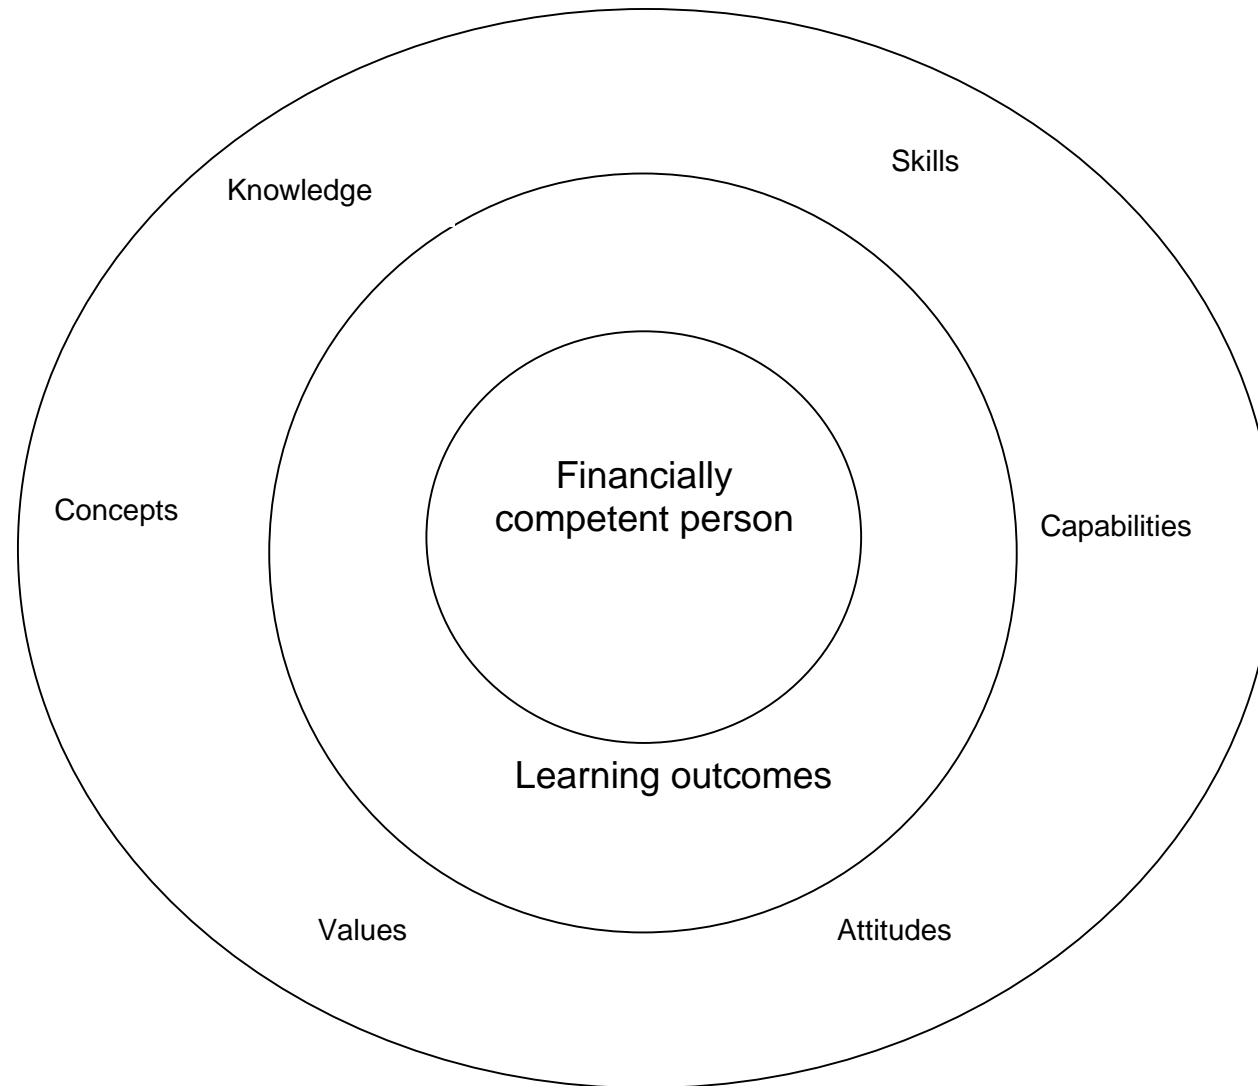 Skills
Knowledge
Financially
competent person
Concepts
Capabilities
Learning outcomes
Values
Attitudes